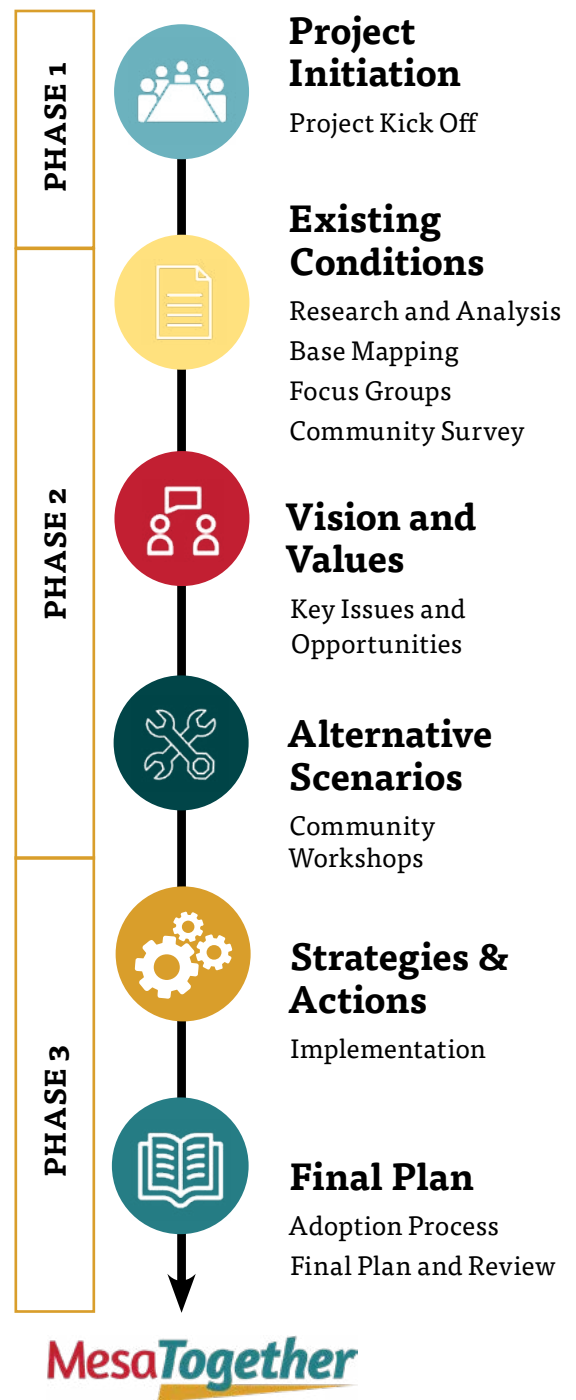 PHASE 1
Project
Initiation
Project Kick Off
PHASE 2
Existing
Conditions
Research and Analysis
Base Mapping
Focus Groups
Community Survey
Vision and
Values
Key Issues and
Opportunities
Alternative
Scenarios
Community
Workshops
PHASE 3
Strategies &
Actions
Implementation
Final Plan
Adoption Process
Final Plan and Review
MesaTogether